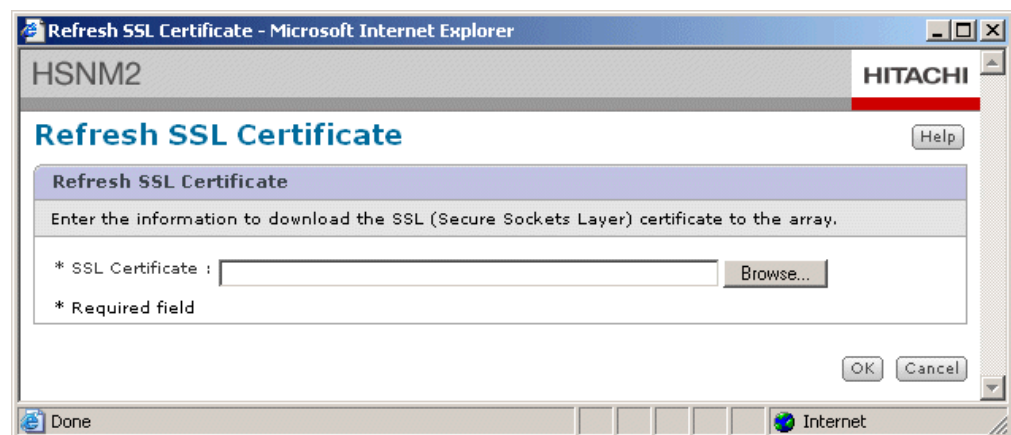 Refresh SSL Certificate - Microsoft Internet Explorer
HSNM2
HITACHI
Refresh SSL Certificate
Help
Refresh SSL Certificate
Enter the information to download the SSL (Secure Sockets Layer) certificate to the array.
* SSL Certificate :
Browse...
* Required field
OK Cancel
Done Internet